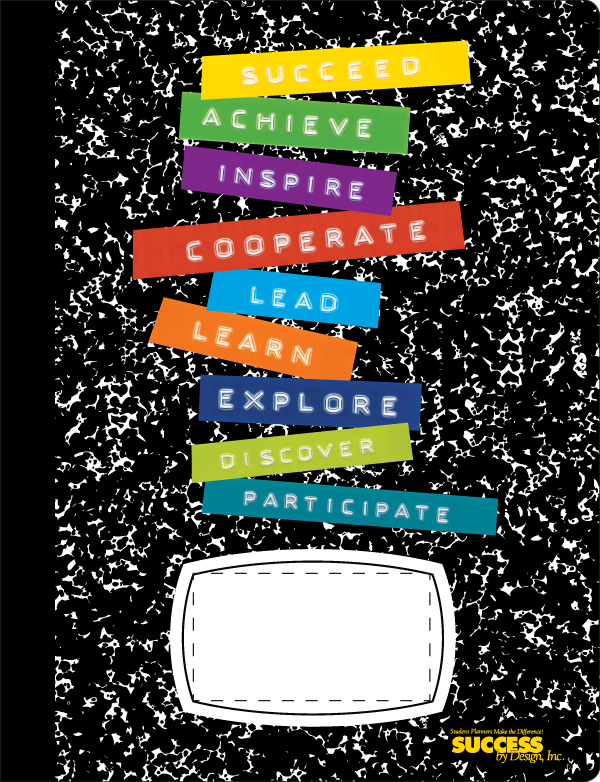 SUCCEED
ACHIEVE
INSPIRE
COOPERATE
LEAD
LEARN
EXPLORE
DISCOVER
PARTICIPATE
Student Planners Make the Difference!
SUCCESS
by Design, Inc.